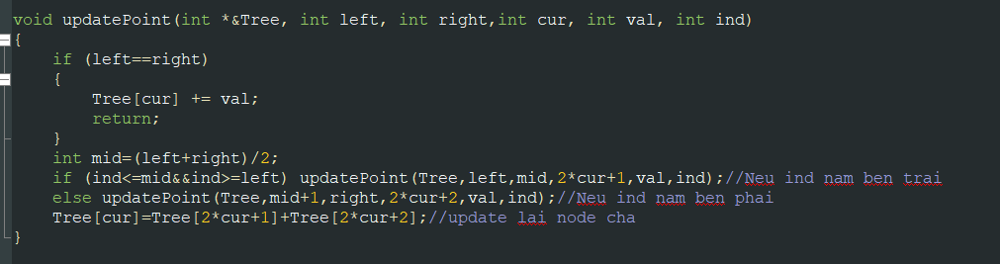 void updatePoint(int *&Tree, int left, int right,int cur, int val, int ind)
{
if (left==right)
{
Tree[cur] += val;
return;
}
int mid=(left+right)/2;
if (ind<=mid&&ind>=left) updatePoint(Tree,left,mid,2*cur+1,val,ind);//Neu ind nam ben trai
else updatePoint(Tree,mid+1,right,2*cur+2,val,ind);//Neu ind nam ben phai
Tree[cur]=Tree[2*cur+1]+Tree[2*cur+2];//update lai node cha
}